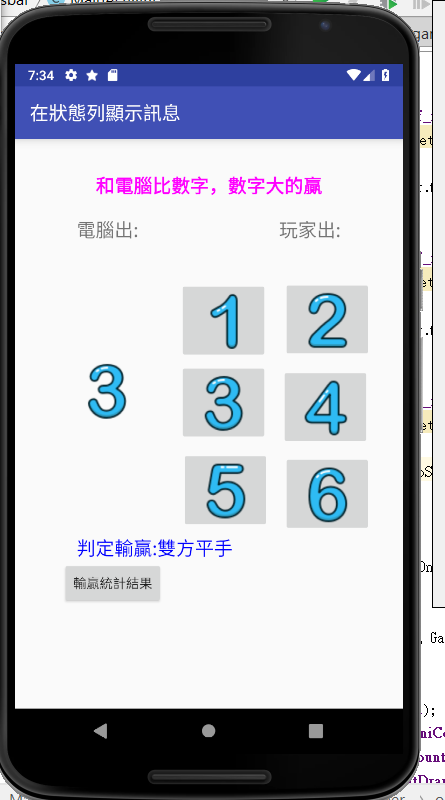 7:34
在狀態列顯示訊息
和電腦比數字，數字大的贏
電腦出:
玩家出:
1 2
3
3 4
5 6
判定輸贏:雙方平手
輸贏統計結果